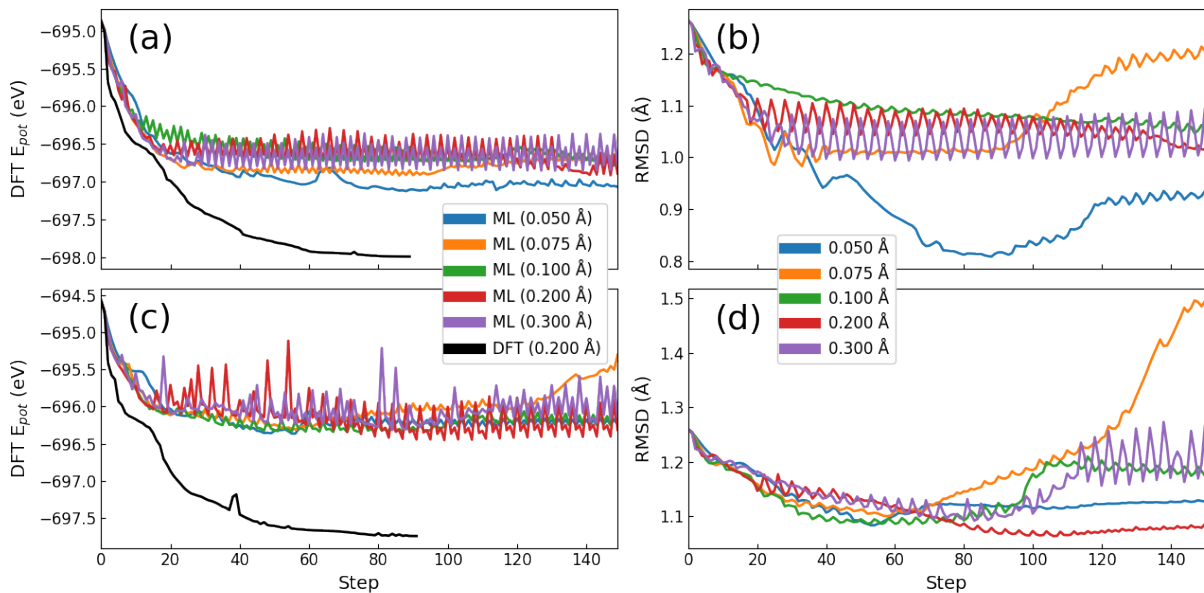 (a)
DFT E_pot (eV)
−695.0
−695.5
−696.0
−696.5
−697.0
−697.5
−698.0
(b)
RMSD (Å)
1.2
1.1
1.0
0.9
0.8
ML (0.050 Å)
ML (0.075 Å)
ML (0.100 Å)
ML (0.200 Å)
ML (0.300 Å)
DFT (0.200 Å)
0.050 Å
0.075 Å
0.100 Å
0.200 Å
0.300 Å
(c)
DFT E_pot (eV)
−694.5
−695.0
−695.5
−696.0
−696.5
−697.0
−697.5
0 20 40 60 80 100 120 140
Step
(d)
RMSD (Å)
1.5
1.4
1.3
1.2
1.1
0 20 40 60 80 100 120 140
Step